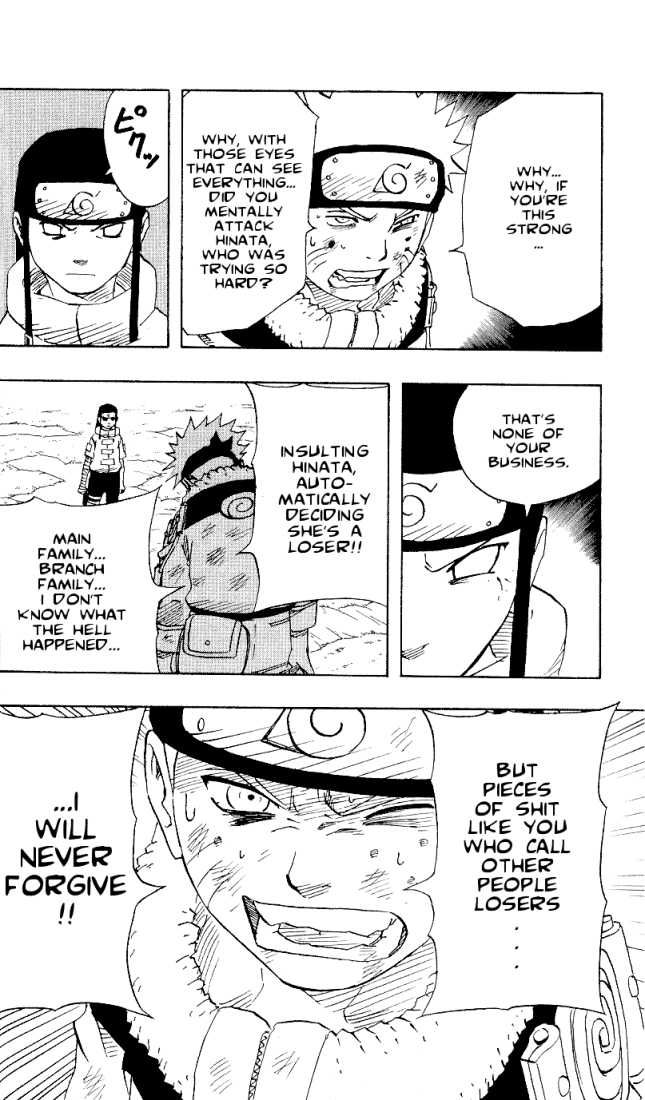 WHY...
WHY, IF
YOU'RE
THIS
STRONG
...
WHY, WITH
THOSE EYES
THAT CAN SEE
EVERYTHING...
DID YOU
MENTALLY
ATTACK
HINATA,
WHO WAS
TRYING SO
HARD?
ピクッ
THAT'S
NONE OF
YOUR
BUSINESS.
INSULTING
HINATA,
AUTO-
MATICALLY
DECIDING
SHE'S A
LOSER!!
MAIN
FAMILY...
BRANCH
FAMILY...
I DON'T
KNOW WHAT
THE HELL
HAPPENED...
BUT
PIECES
OF SHIT
LIKE YOU
WHO CALL
OTHER
PEOPLE
LOSERS
.
.
.
...I
WILL
NEVER
FORGIVE
!!